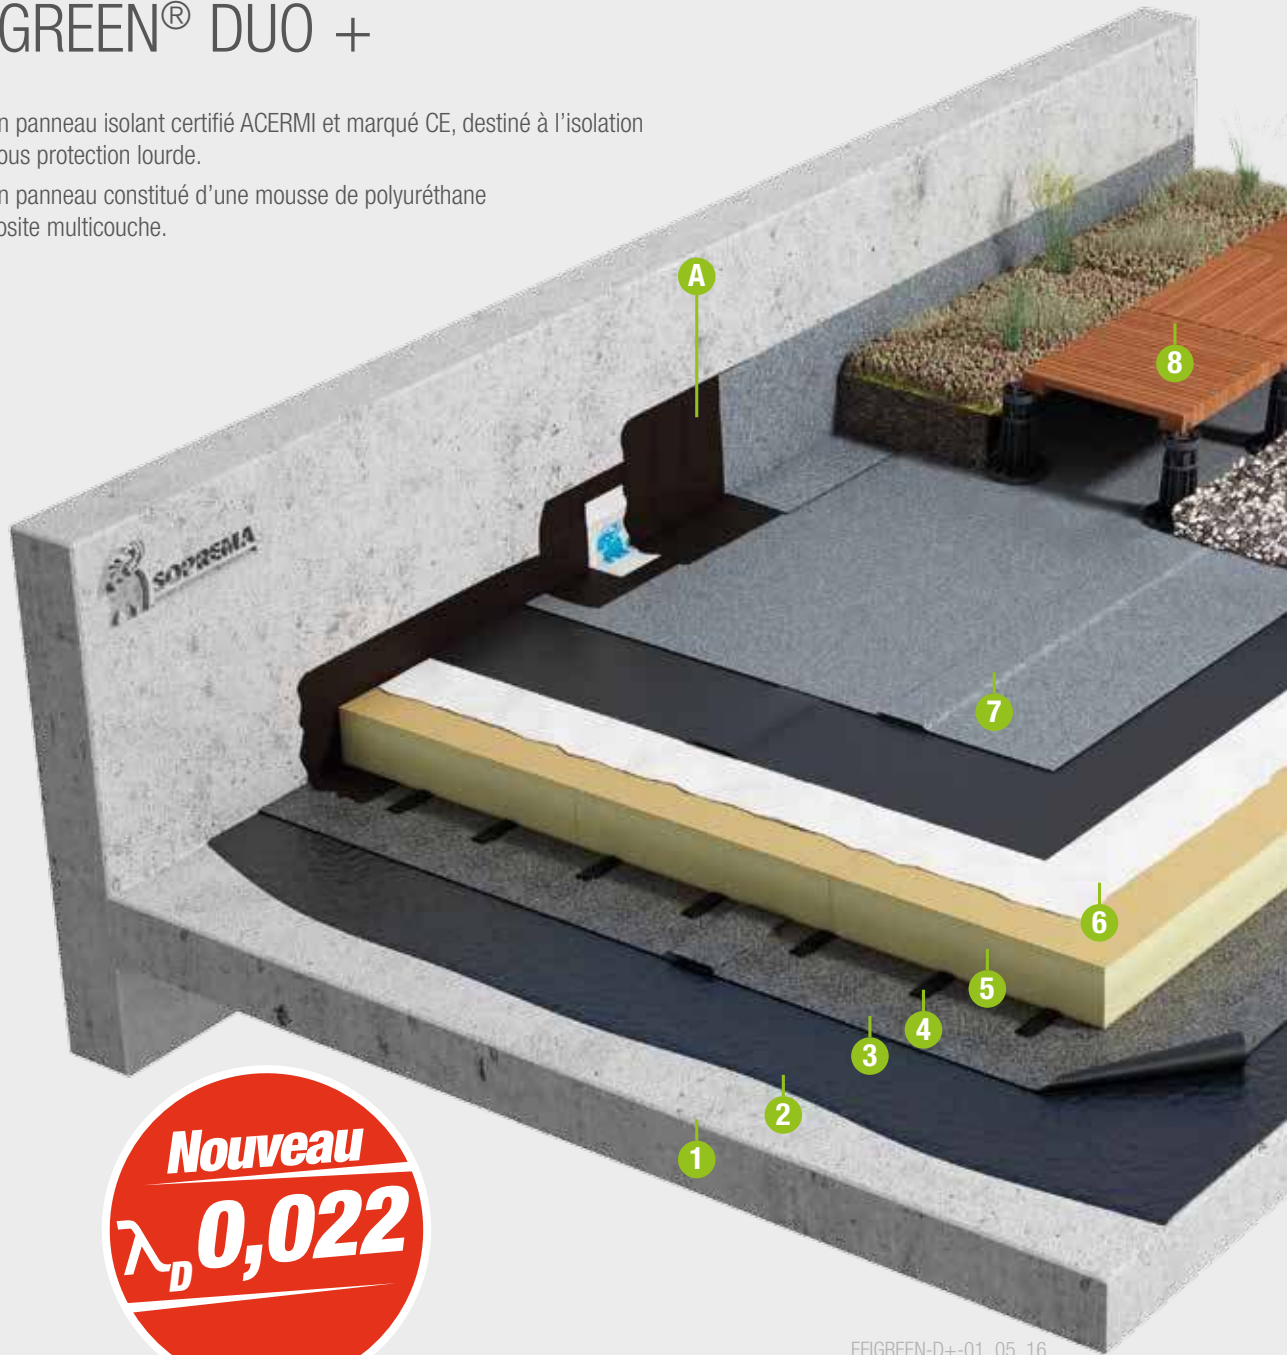 GREEN® DUO +
n panneau isolant certifié ACERMI et marqué CE, destiné à l'isolation
ous protection lourde.
n panneau constitué d'une mousse de polyuréthane
osite multicouche.
A
8
SOPREMA
7
6
5
4
3
2
1
Nouveau
λD 0,022
EFIGREEN-D+-01_05_16